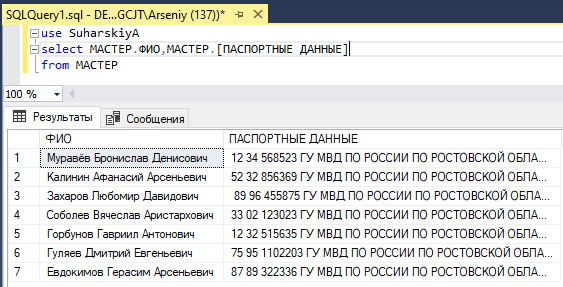 SQLQuery1.sql - DE...GCJT\Arseniy (137))*
use SuharskiyA
select МАСТЕР.ФИО,МАСТЕР.[ПАСПОРТНЫЕ ДАННЫЕ]
from МАСТЕР
100 %
Результаты Сообщения
ФИО ПАСПОРТНЫЕ ДАННЫЕ
1 Муравёв Бронислав Денисович 12 34 568523 ГУ МВД ПО РОССИИ ПО РОСТОВСКОЙ ОБЛА...
2 Калинин Афанасий Арсеньевич 52 32 856369 ГУ МВД ПО РОССИИ ПО РОСТОВСКОЙ ОБЛА...
3 Захаров Любомир Давидович 89 96 455875 ГУ МВД ПО РОССИИ ПО РОСТОВСКОЙ ОБЛ...
4 Соболев Вячеслав Аристархович 33 02 123023 ГУ МВД ПО РОССИИ ПО РОСТОВСКОЙ ОБЛА...
5 Горбунов Гавриил Антонович 12 32 515635 ГУ МВД ПО РОССИИ ПО РОСТОВСКОЙ ОБЛА...
6 Гуляев Дмитрий Евгеньевич 75 95 1102203 ГУ МВД ПО РОССИИ ПО РОСТОВСКОЙ ОБЛ...
7 Евдокимов Герасим Арсеньевич 87 89 322336 ГУ МВД ПО РОССИИ ПО РОСТОВСКОЙ ОБЛА...